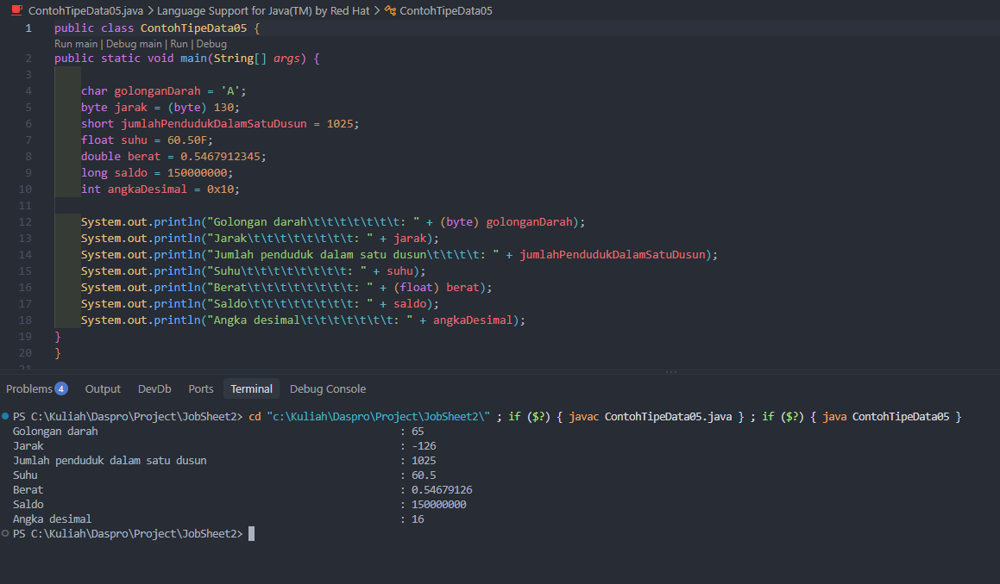 ContohTipeData05.java > Language Support for Java(TM) by Red Hat > ContohTipeData05
1 public class ContohTipeData05 {
Run main | Debug main | Run | Debug
2 public static void main(String[] args) {
3
4 char golonganDarah = 'A';
5 byte jarak = (byte) 130;
6 short jumlahPendudukDalamSatuDusun = 1025;
7 float suhu = 60.50F;
8 double berat = 0.5467912345;
9 long saldo = 150000000;
10 int angkaDesimal = 0x10;
11
12 System.out.println("Golongan darah\t\t\t\t\t\t\t: " + (byte) golonganDarah);
13 System.out.println("Jarak\t\t\t\t\t\t\t\t: " + jarak);
14 System.out.println("Jumlah penduduk dalam satu dusun\t\t\t\t: " + jumlahPendudukDalamSatuDusun);
15 System.out.println("Suhu\t\t\t\t\t\t\t\t: " + suhu);
16 System.out.println("Berat\t\t\t\t\t\t\t\t: " + (float) berat);
17 System.out.println("Saldo\t\t\t\t\t\t\t\t: " + saldo);
18 System.out.println("Angka desimal\t\t\t\t\t\t\t: " + angkaDesimal);
19 }
20 }
21
Problems 4 Output DevDb Ports Terminal Debug Console
PS C:\Kuliah\Daspro\Project\JobSheet2> cd "c:\Kuliah\Daspro\Project\JobSheet2\" ; if ($?) { javac ContohTipeData05.java } ; if ($?) { java ContohTipeData05 }
Golongan darah : 65
Jarak : -126
Jumlah penduduk dalam satu dusun : 1025
Suhu : 60.5
Berat : 0.54679126
Saldo : 150000000
Angka desimal : 16
PS C:\Kuliah\Daspro\Project\JobSheet2>